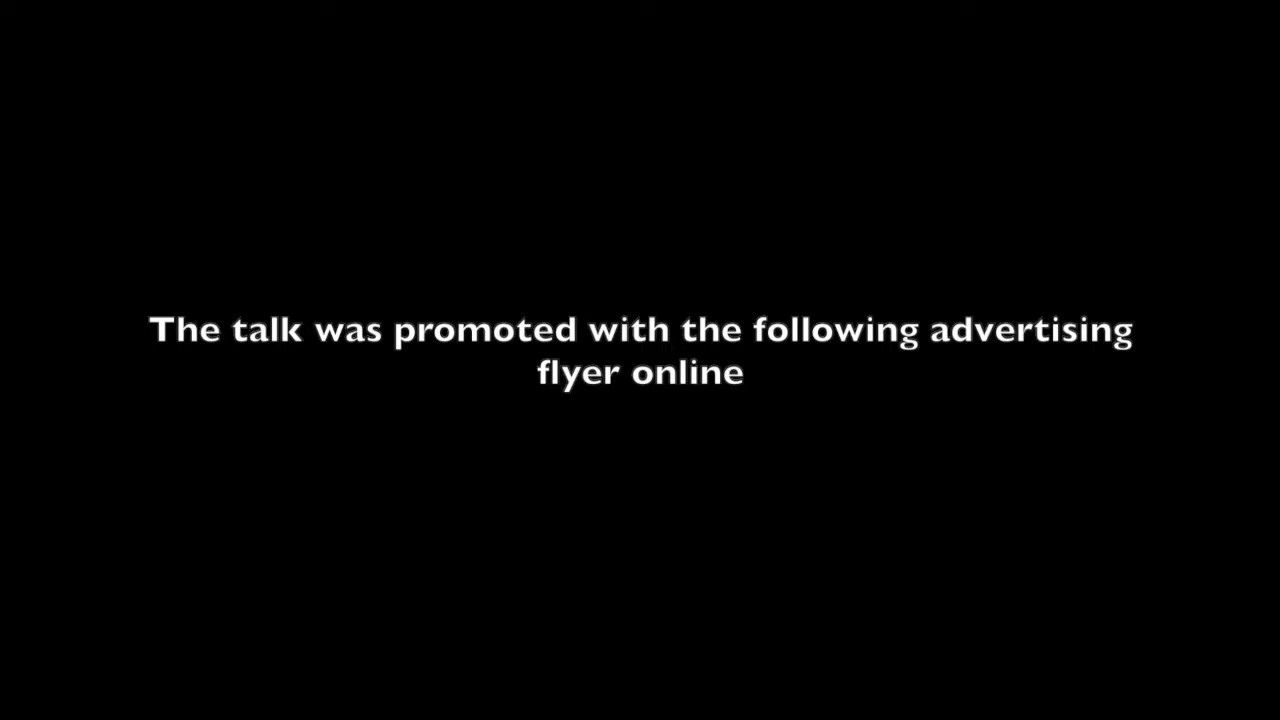 The talk was promoted with the following advertising
flyer online